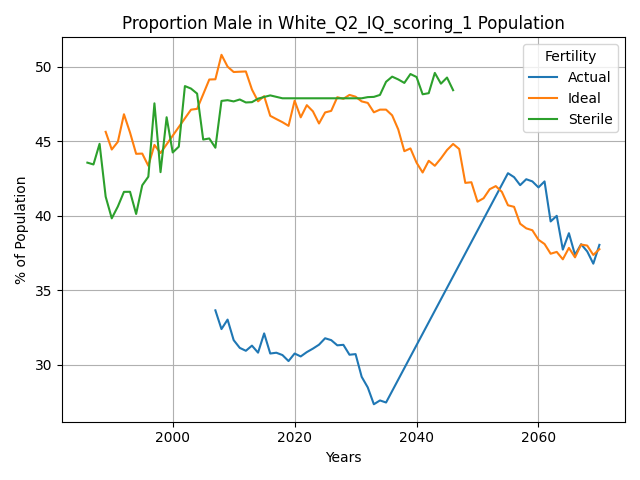 Proportion Male in White_Q2_IQ_scoring_1 Population
% of Population
50
45
40
35
30
Fertility
Actual
Ideal
Sterile
2000
2020
2040
2060
Years